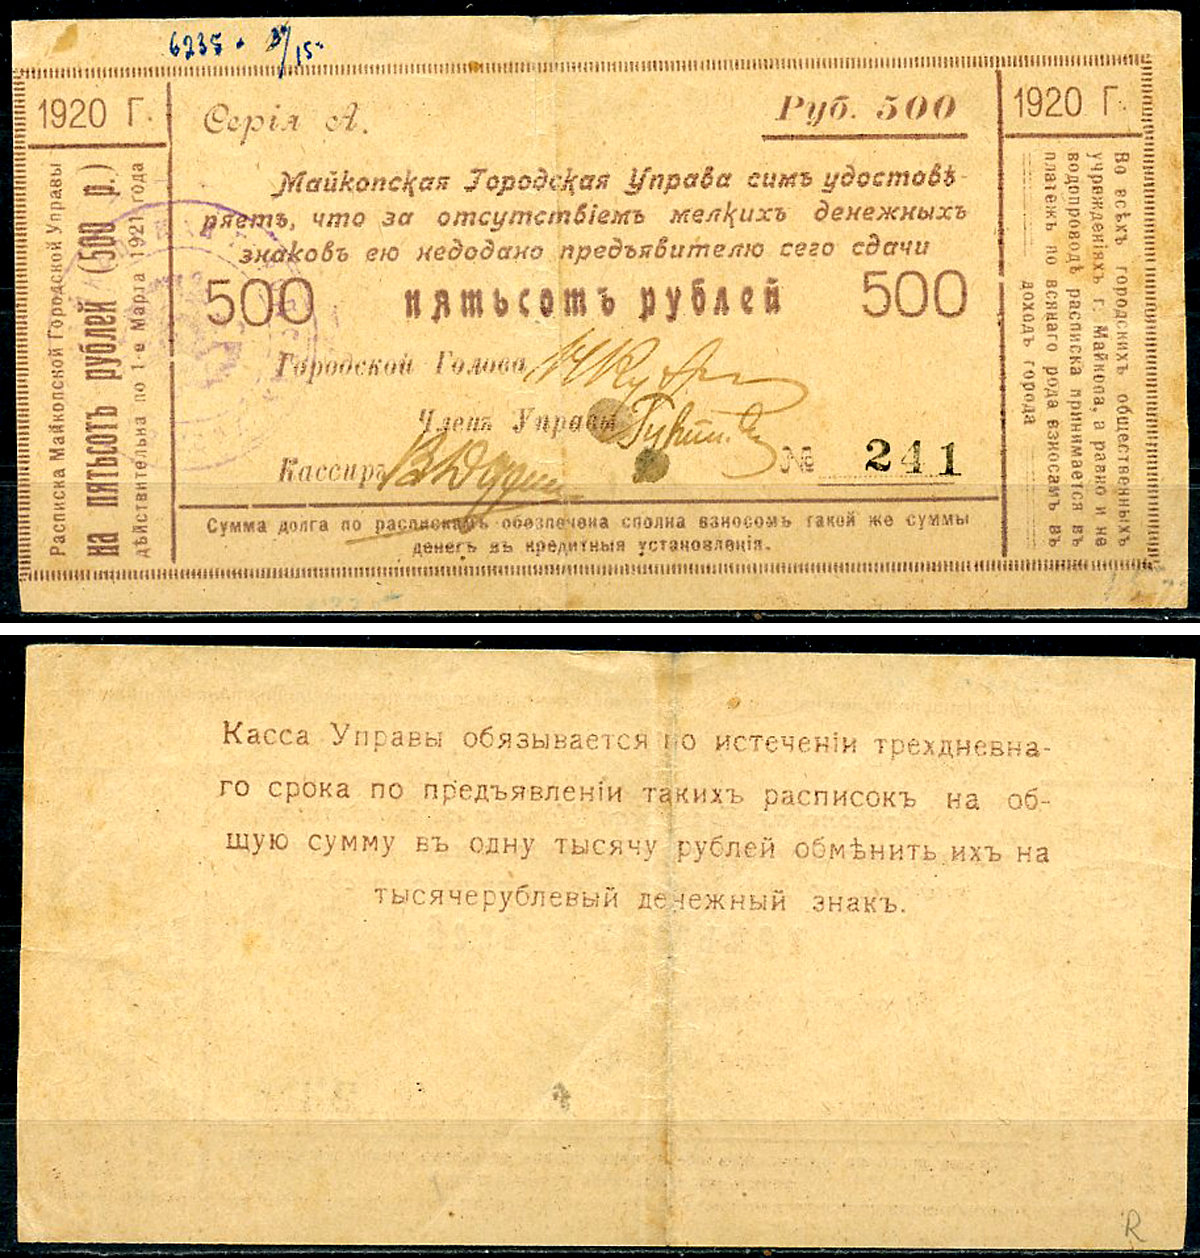 6235
1920 Г.
Расписка Майкопской Городской Управы
на пятьсотъ рублей (500 р.)
дѣйствительна по 1-е Марта 1921 года
Серія А.
Руб. 500
Майкопская Городская Управа симъ удостовѣ-
ряетъ, что за отсутствіемъ мелкихъ денежныхъ
знаковъ ею недодано предъявителю сего сдачи
500 пятьсотъ рублей 500
Городской Голова
Члены Управы
Кассиръ
№ 241
Сумма долга по распискамъ обезпечена сполна взносомъ такой же суммы
денегъ въ кредитныя установленія.
1920 Г.
Во всѣхъ городскихъ общественныхъ
учрежденіяхъ г. Майкопа, а равно и на
водопроводѣ расписка принимается въ
платежъ по всякаго рода взносамъ въ
доходъ города
Касса Управы обязывается по истеченіи трехдневна-
го срока по предъявленіи такихъ расписокъ на об-
щую сумму въ одну тысячу рублей обмѣнить ихъ на
тысячерублевый денежный знакъ.
R